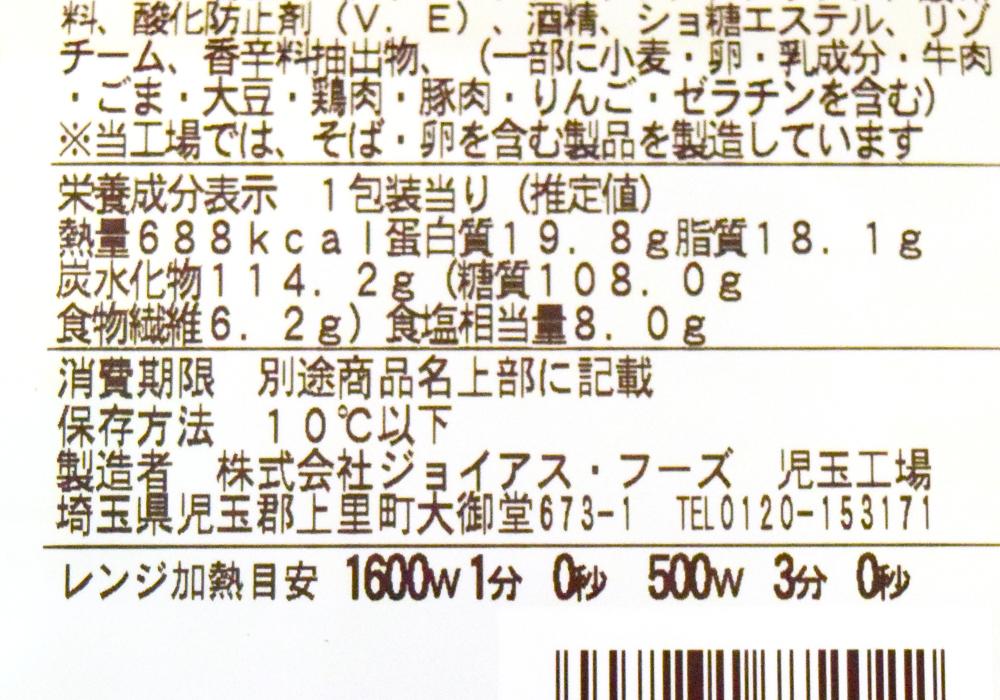 料、酸化防止剤（V．E）、酒精、ショ糖エステル、リゾ
チーム、香辛料抽出物、（一部に小麦・卵・乳成分・牛肉
・ごま・大豆・鶏肉・豚肉・りんご・ゼラチンを含む）
※当工場では、そば・卵を含む製品を製造しています
栄養成分表示　1包装当り（推定値）
熱量688kcal蛋白質19．8g脂質18．1g
炭水化物114．2g（糖質108．0g
食物繊維6．2g）食塩相当量8．0g
消費期限　別途商品名上部に記載
保存方法　10℃以下
製造者　株式会社ジョイアス・フーズ　児玉工場
埼玉県児玉郡上里町大御堂673-1　TEL0120-153171
レンジ加熱目安　1600W1分　0秒　500W　3分　0秒